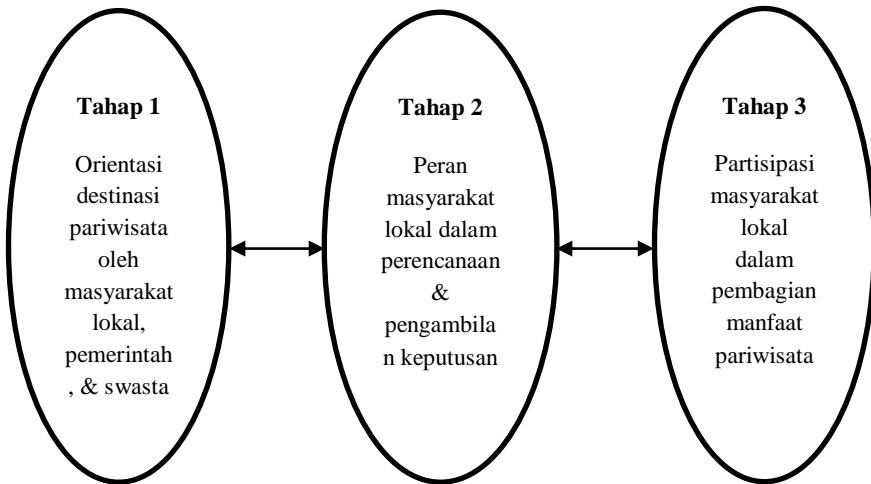 Tahap 1
Orientasi
destinasi
pariwisata
oleh
masyarakat
lokal,
pemerintah
, & swasta
Tahap 2
Peran
masyarakat
lokal dalam
perencanaan
&
pengambila
n keputusan
Tahap 3
Partisipasi
masyarakat
lokal
dalam
pembagian
manfaat
pariwisata